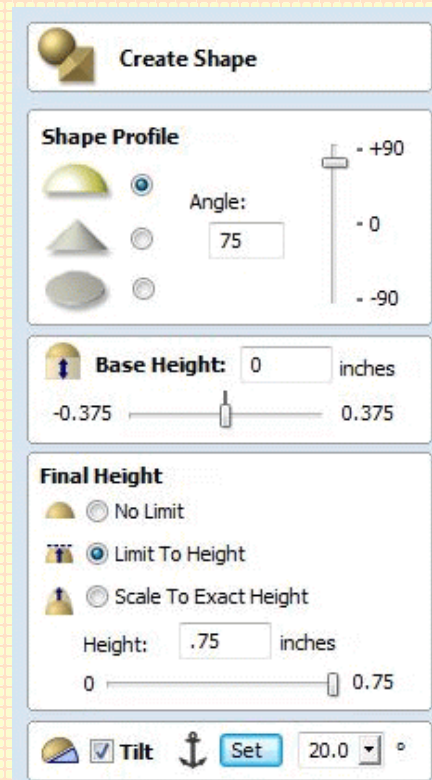 Create Shape
Shape Profile
- +90
Angle:
75
- 0
- -90
Base Height: 0 inches
-0.375 0.375
Final Height
No Limit
Limit To Height
Scale To Exact Height
Height: .75 inches
0 0.75
Tilt Set 20.0 °